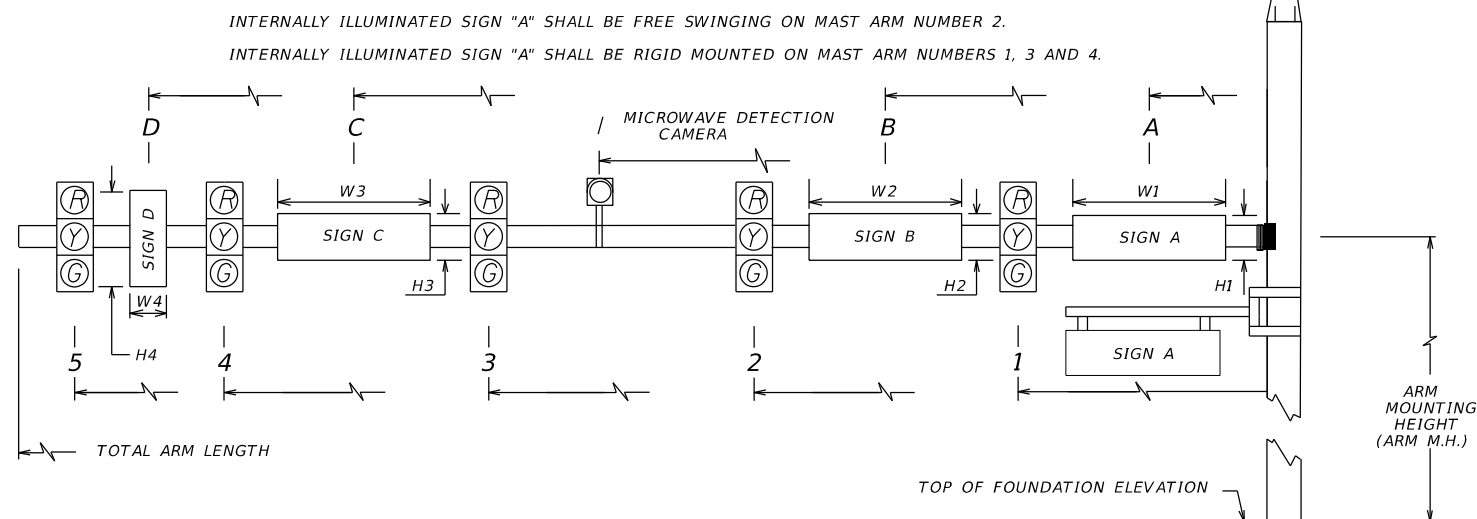 INTERNALLY ILLUMINATED SIGN "A" SHALL BE FREE SWINGING ON MAST ARM NUMBER 2.
INTERNALLY ILLUMINATED SIGN "A" SHALL BE RIGID MOUNTED ON MAST ARM NUMBERS 1, 3 AND 4.
MICROWAVE DETECTION
CAMERA
D
C
B
A
W3
W2
W1
R
R
R
R
R
SIGN D
SIGN C
SIGN B
SIGN A
Y
Y
Y
Y
Y
G
G
G
G
G
H3
H2
H1
W4
H4
SIGN A
5
4
3
2
1
ARM
MOUNTING
HEIGHT
(ARM M.H.)
TOTAL ARM LENGTH
TOP OF FOUNDATION ELEVATION